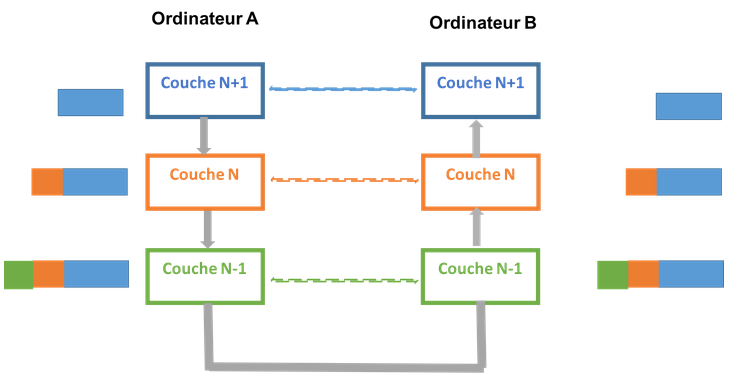 Ordinateur A
Ordinateur B
Couche N+1
Couche N+1
Couche N
Couche N
Couche N-1
Couche N-1